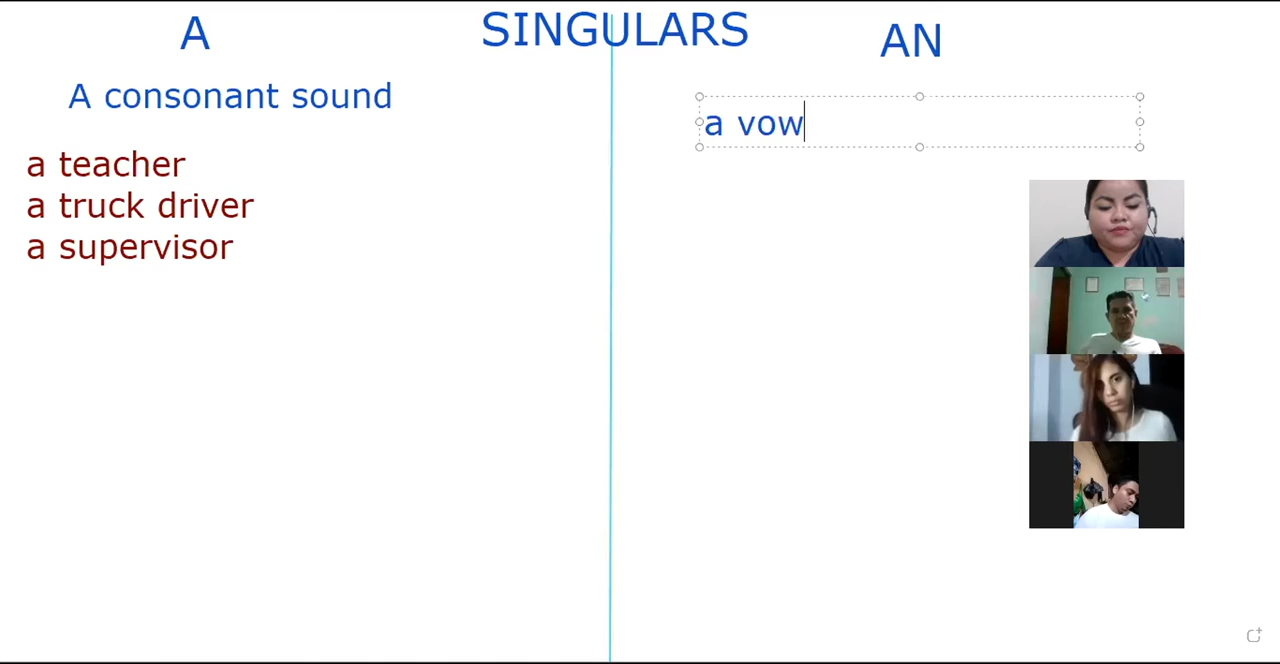 SINGULARS
A
A consonant sound
a teacher
a truck driver
a supervisor
AN
a vow